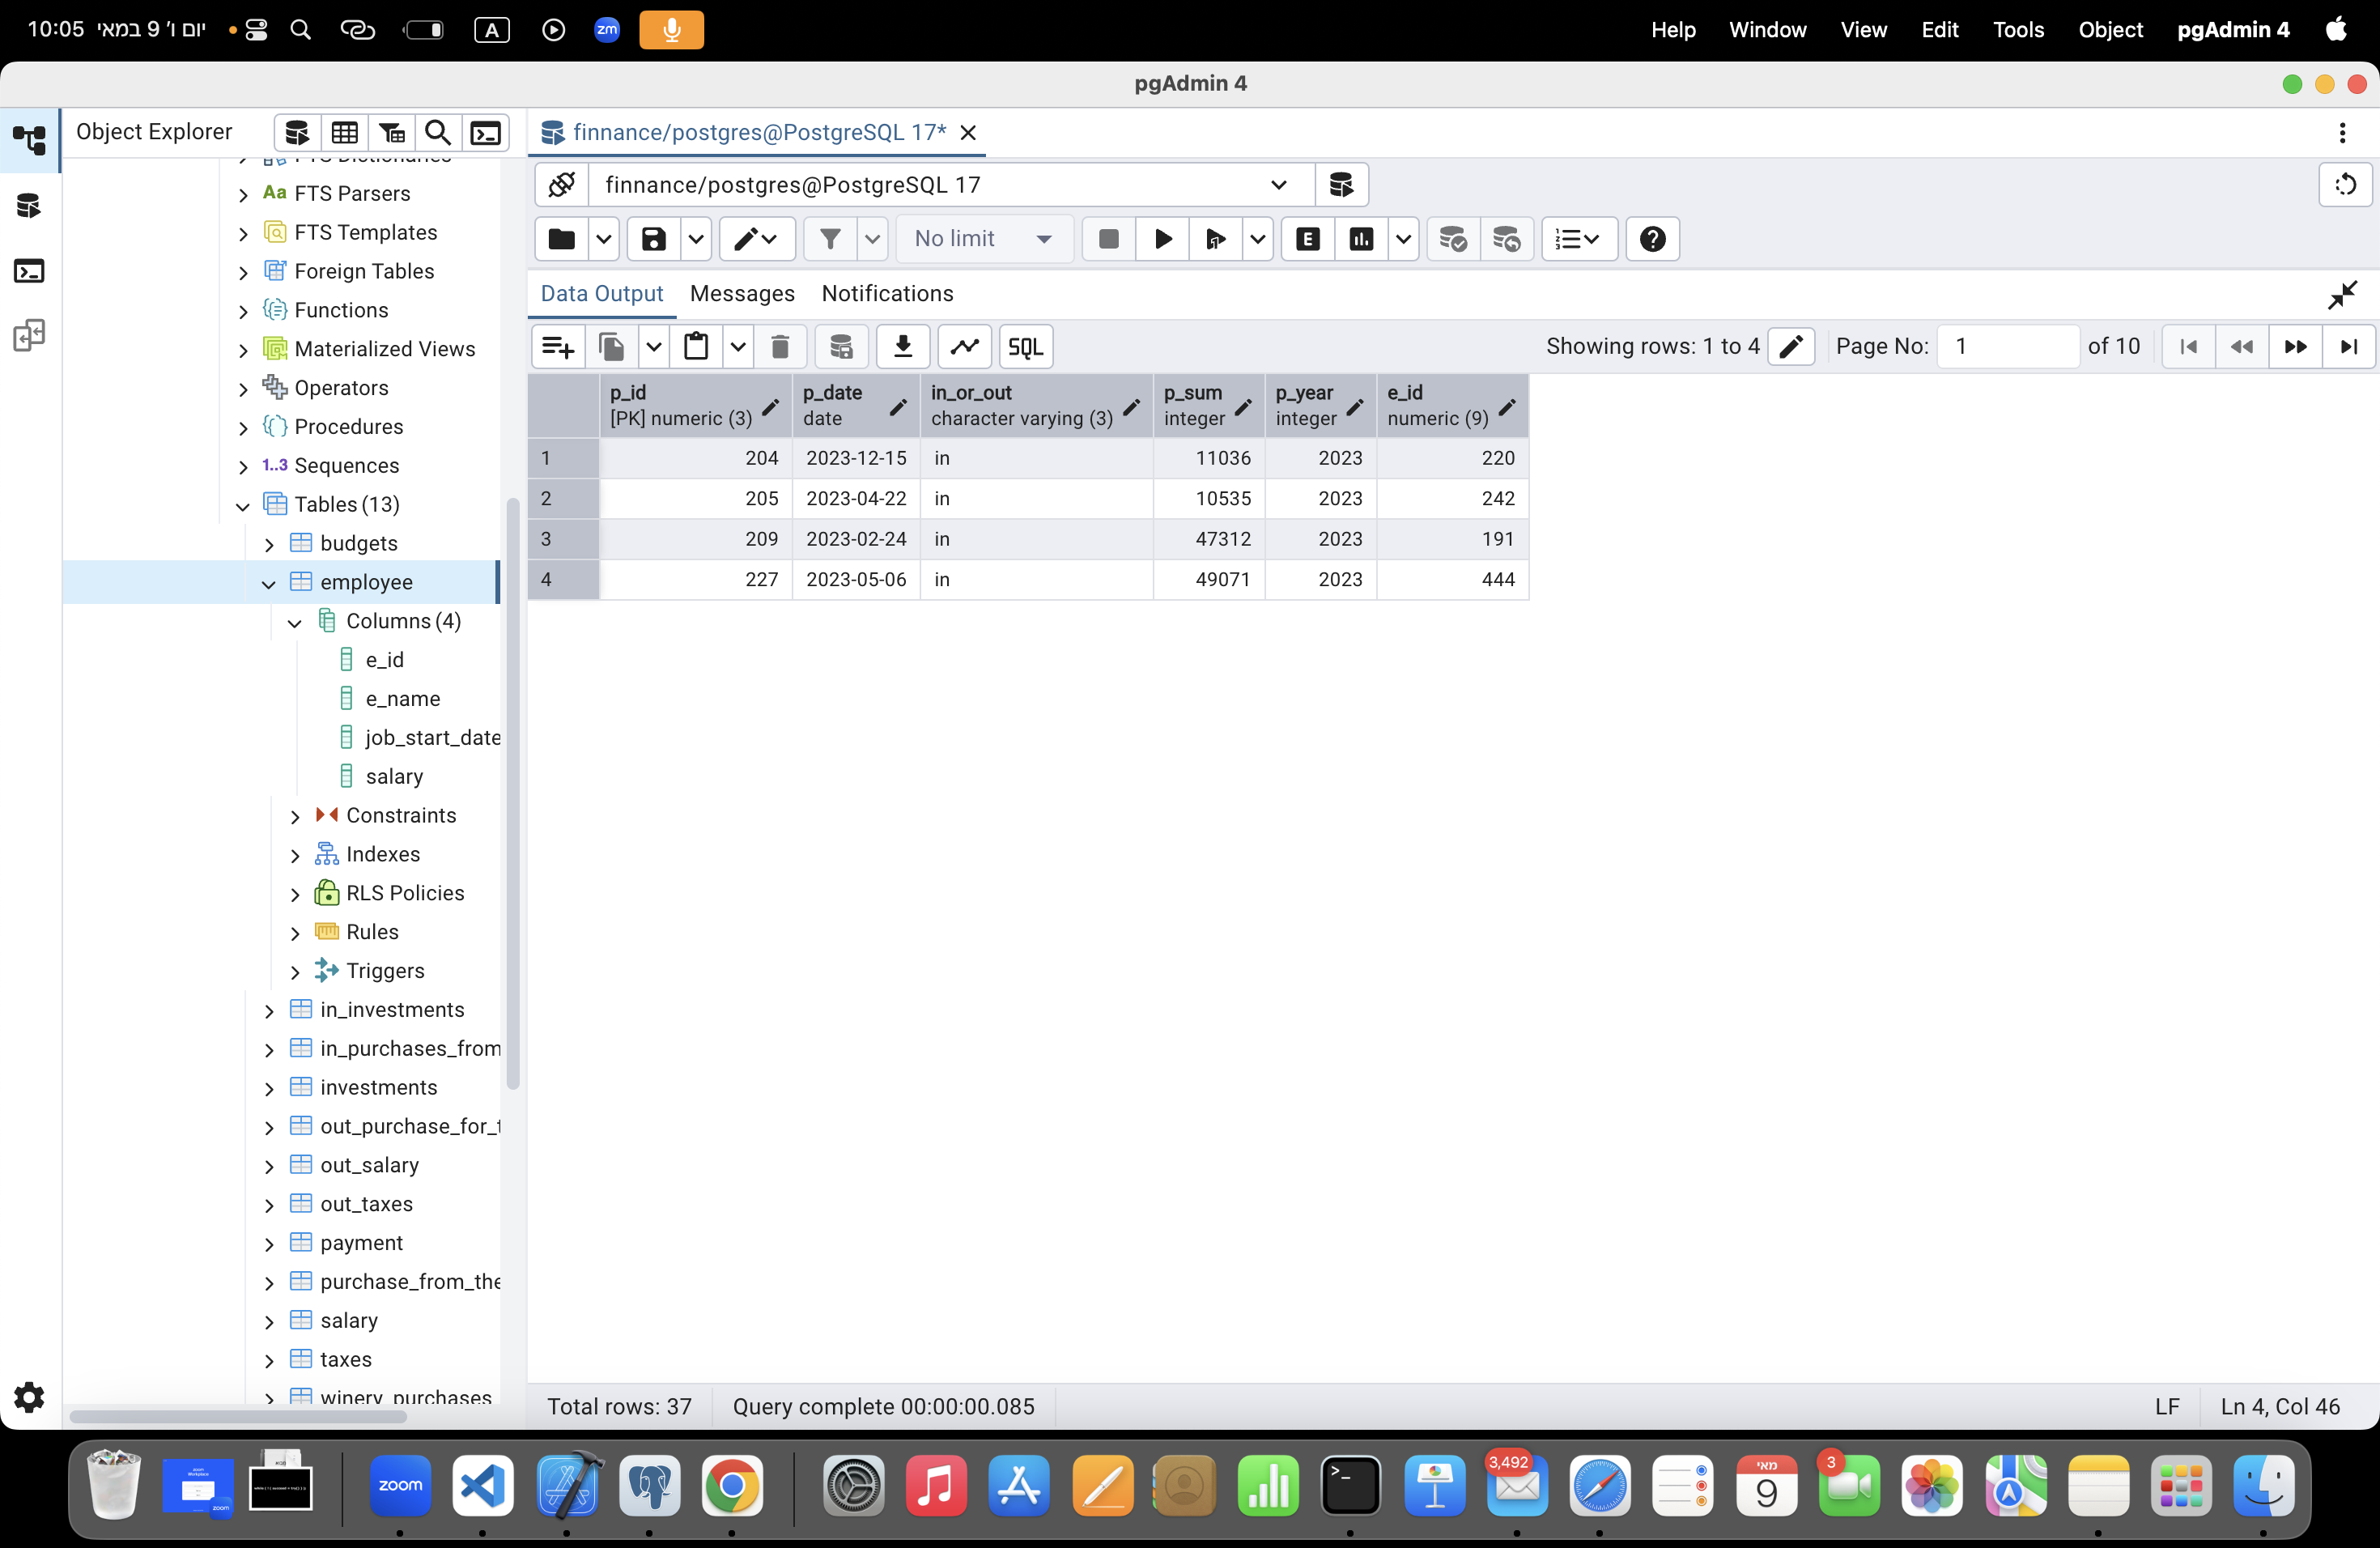 10:05 יום ו׳ 9 במאי A zm Help Window View Edit Tools Object pgAdmin 4
pgAdmin 4
Object Explorer
finnance/postgres@PostgreSQL 17*
finnance/postgres@PostgreSQL 17
No limit
E
Data Output Messages Notifications
SQL
Showing rows: 1 to 4 Page No: 1 of 10
p_id p_date in_or_out p_sum p_year e_id
[PK] numeric (3) date character varying (3) integer integer numeric (9)
1 204 2023-12-15 in 11036 2023 220
2 205 2023-04-22 in 10535 2023 242
3 209 2023-02-24 in 47312 2023 191
4 227 2023-05-06 in 49071 2023 444
FTS Dictionaries
Aa FTS Parsers
FTS Templates
Foreign Tables
Functions
Materialized Views
Operators
Procedures
1..3 Sequences
Tables (13)
budgets
employee
Columns (4)
e_id
e_name
job_start_date
salary
Constraints
Indexes
RLS Policies
Rules
Triggers
in_investments
in_purchases_from
investments
out_purchase_for_t
out_salary
out_taxes
payment
purchase_from_the
salary
taxes
winery_purchases
Total rows: 37 Query complete 00:00:00.085 LF Ln 4, Col 46
zoom
zoom
3,492
מאי
9
3